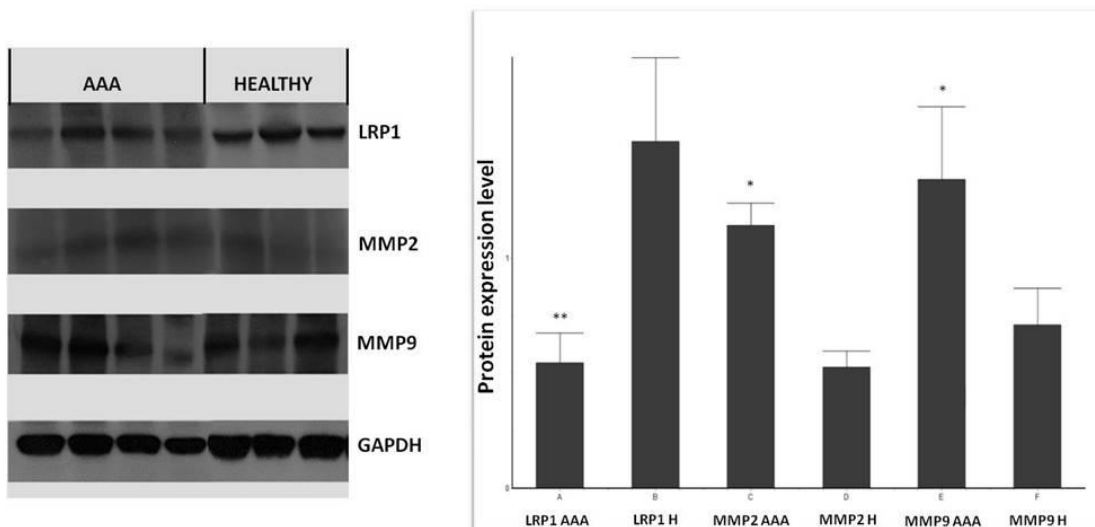 AAA HEALTHY
LRP1
MMP2
MMP9
GAPDH
Protein expression level
1
0
**
*
*
A B C D E F
LRP1 AAA LRP1 H MMP2 AAA MMP2 H MMP9 AAA MMP9 H